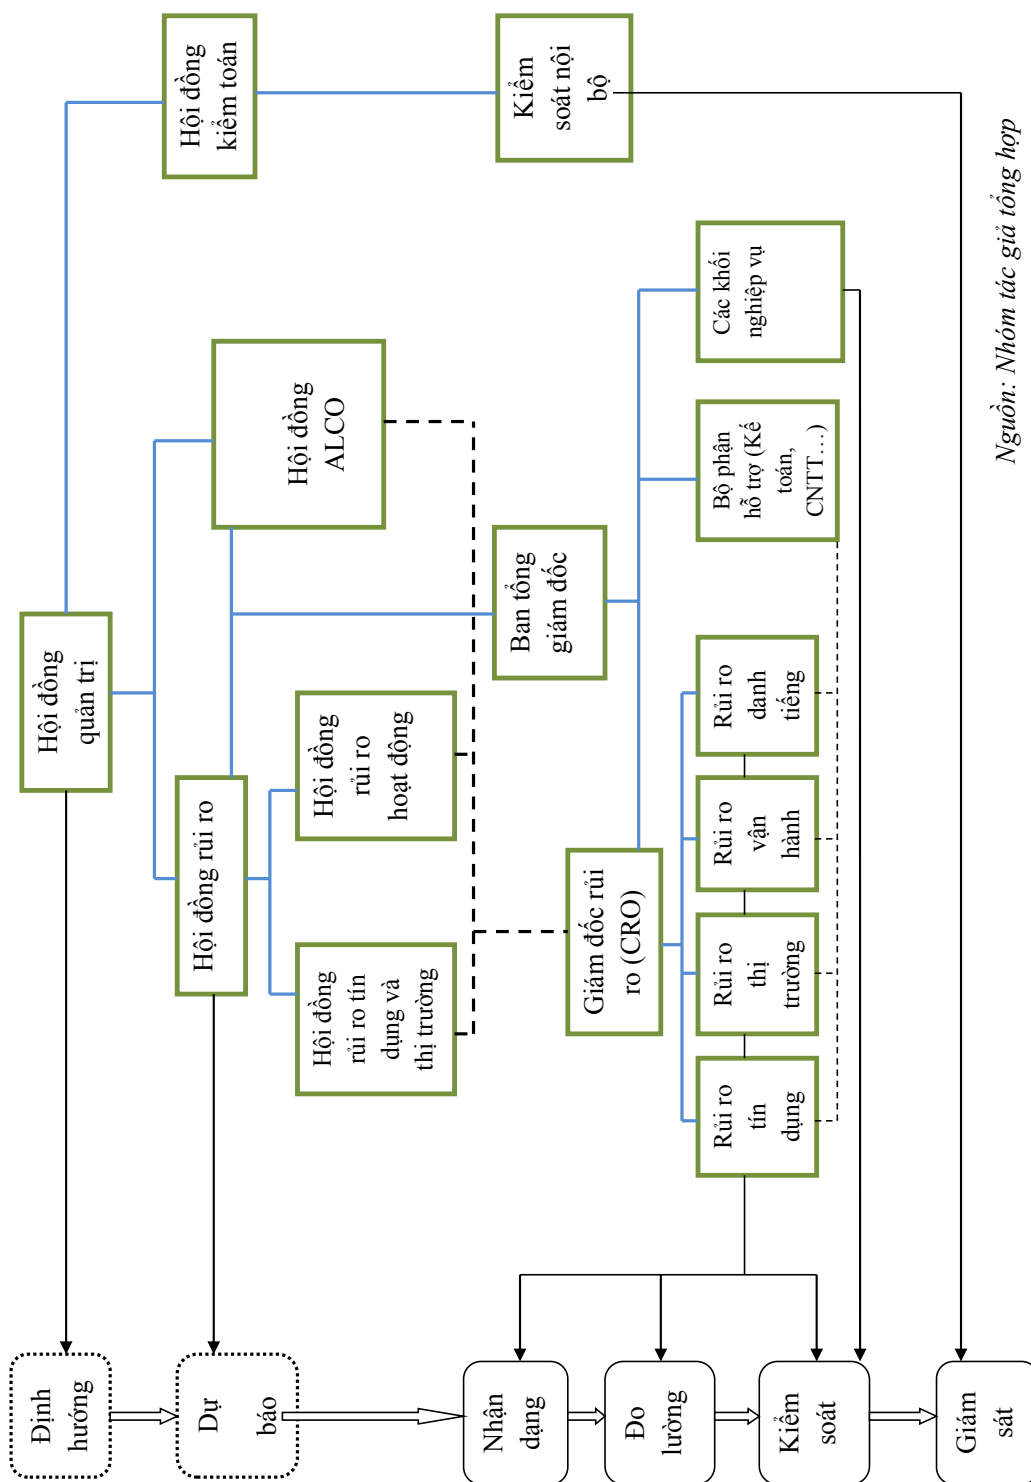 Định
hướng
Dự
báo
Nhận
dạng
Đo
lường
Kiểm
soát
Giám
sát
Hội đồng
quản trị
Hội đồng
kiểm toán
Hội đồng rủi ro
Hội đồng
ALCO
Hội đồng
rủi ro tín
dụng và
thị trường
Hội đồng
rủi ro
hoạt động
Ban tổng
giám đốc
Kiểm
soát nội
bộ
Giám đốc rủi
ro (CRO)
Rủi ro
tín
dụng
Rủi ro
thị
trường
Rủi ro
vận
hành
Rủi ro
danh
tiếng
Bộ phận
hỗ trợ (Kế
toán,
CNTT…)
Các khối
nghiệp vụ
Nguồn: Nhóm tác giả tổng hợp